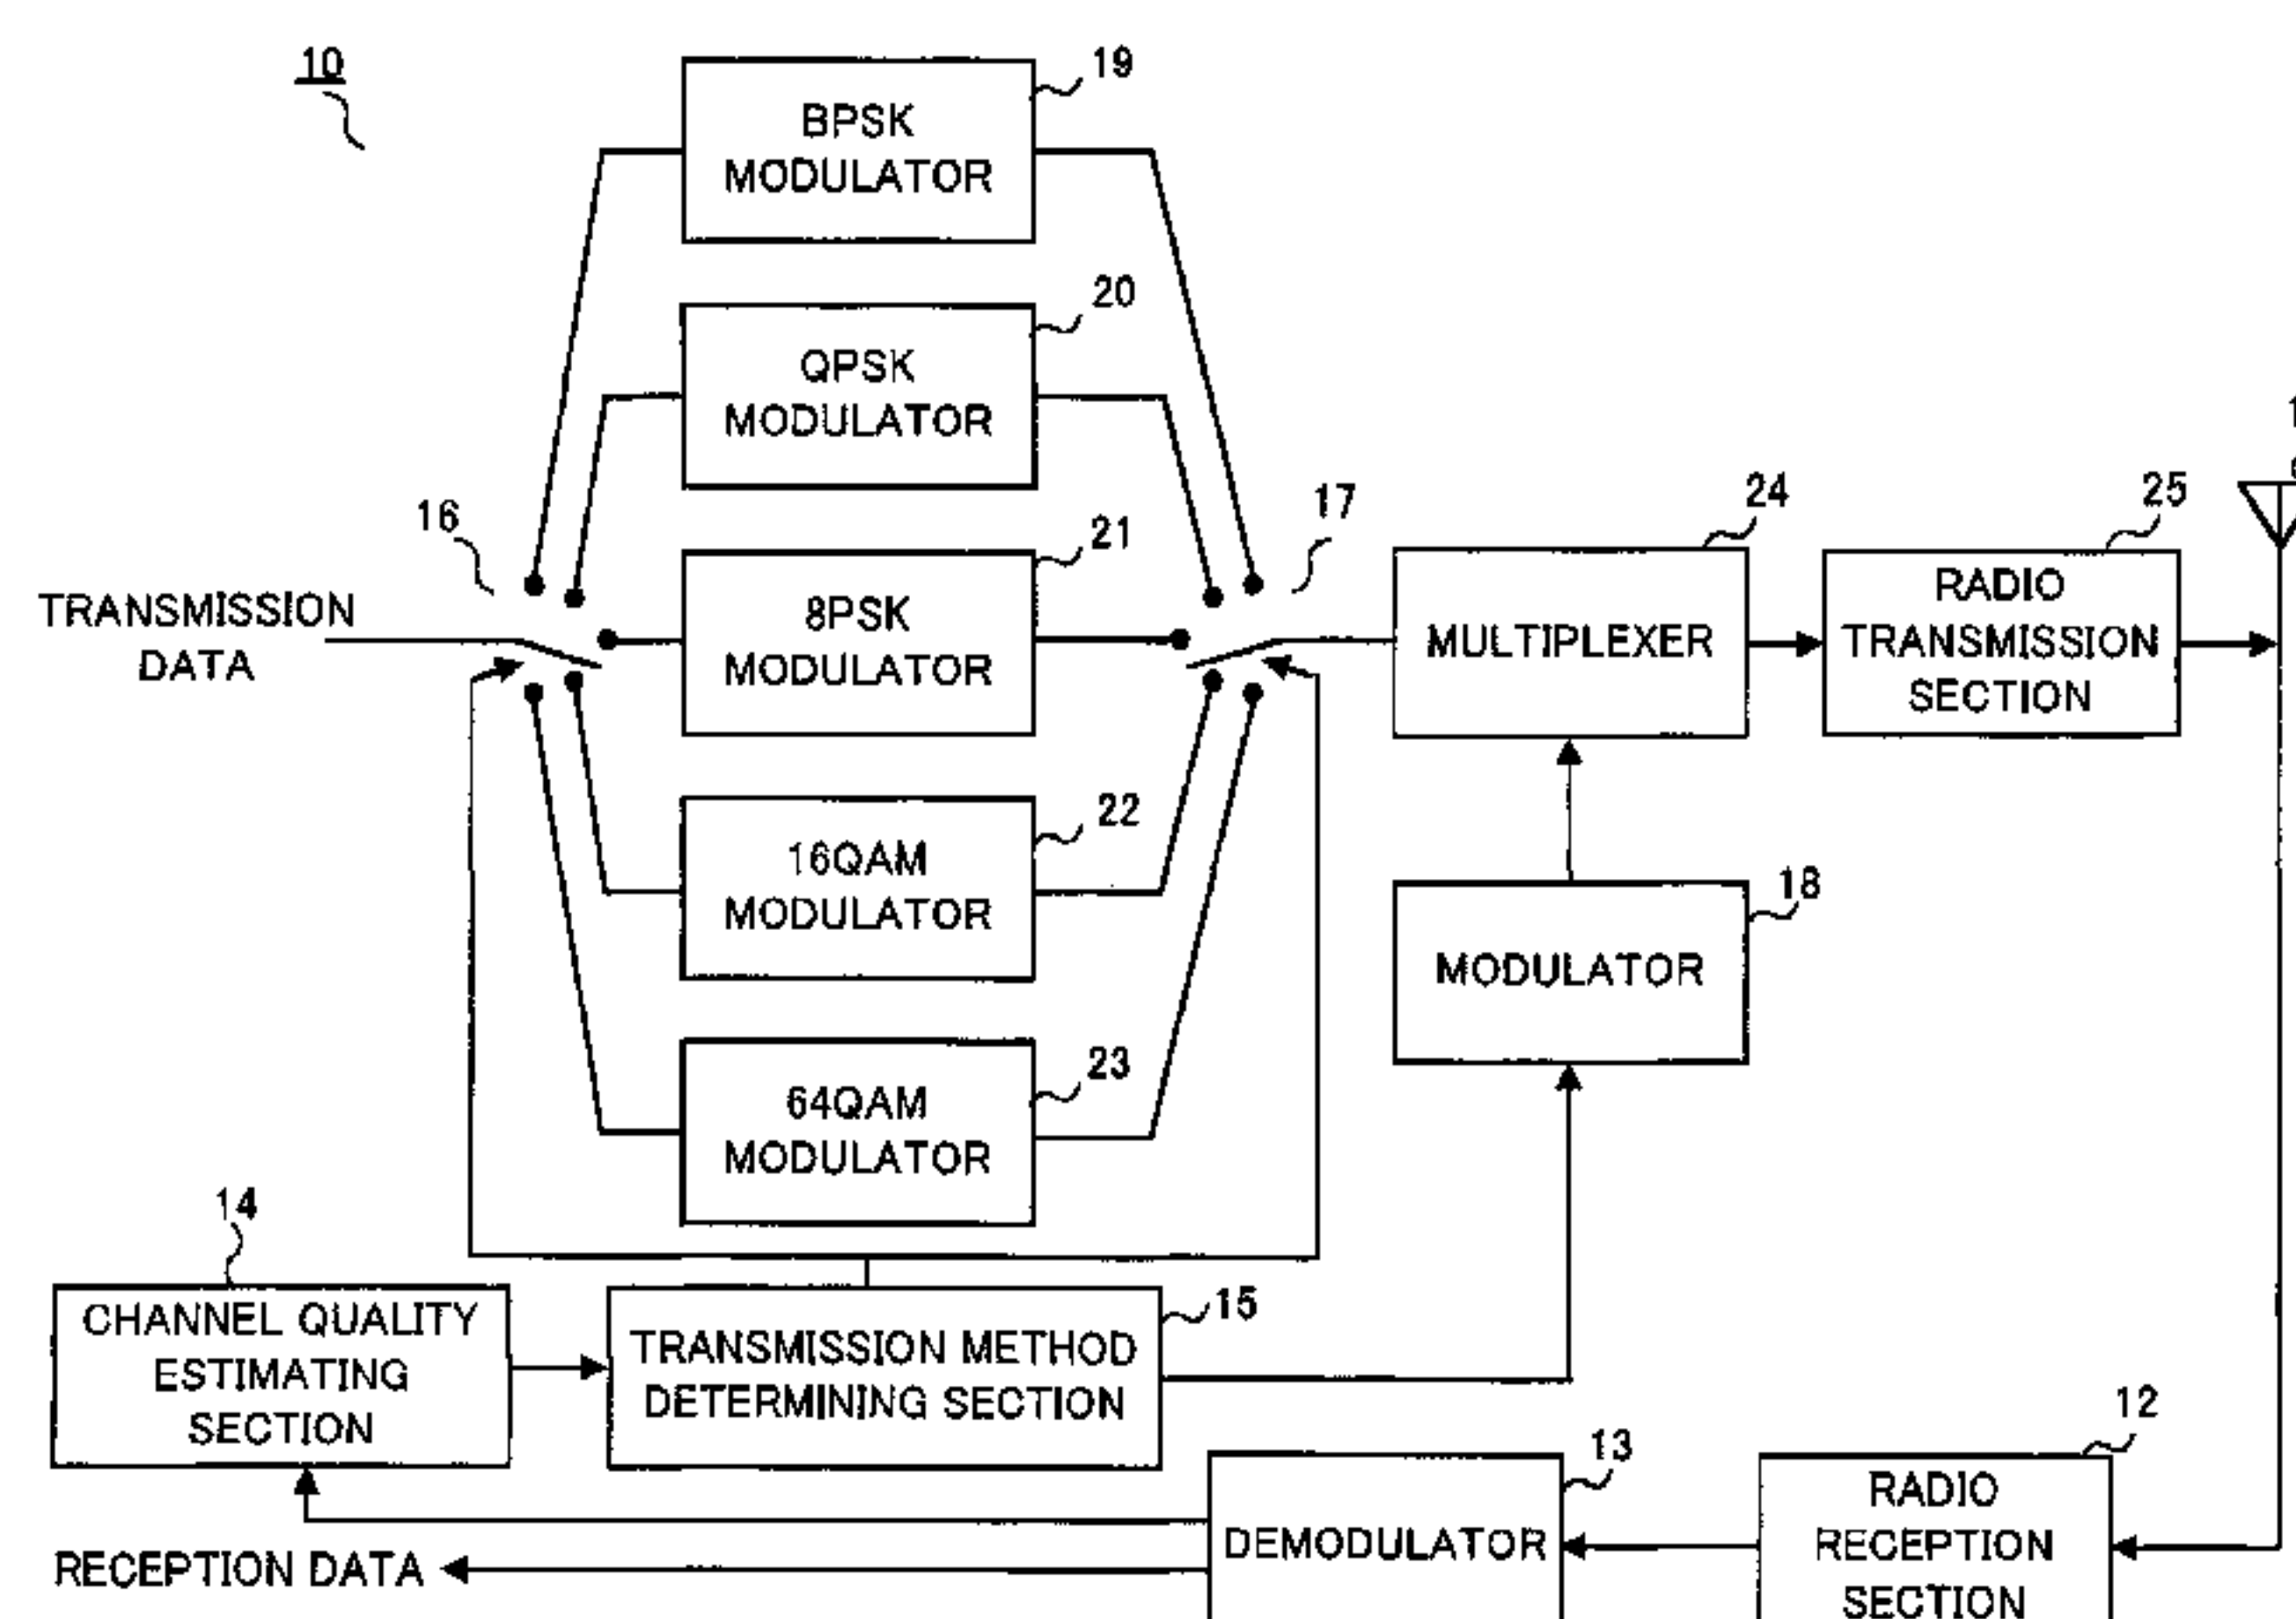 10
19
BPSK
MODULATOR
20
QPSK
MODULATOR
16
21
17
24
25
TRANSMISSION
DATA
8PSK
MODULATOR
MULTIPLEXER
RADIO
TRANSMISSION
SECTION
22
16QAM
MODULATOR
18
MODULATOR
23
64QAM
MODULATOR
14
CHANNEL QUALITY
ESTIMATING
SECTION
15
TRANSMISSION METHOD
DETERMINING SECTION
13
DEMODULATOR
12
RADIO
RECEPTION
SECTION
RECEPTION DATA